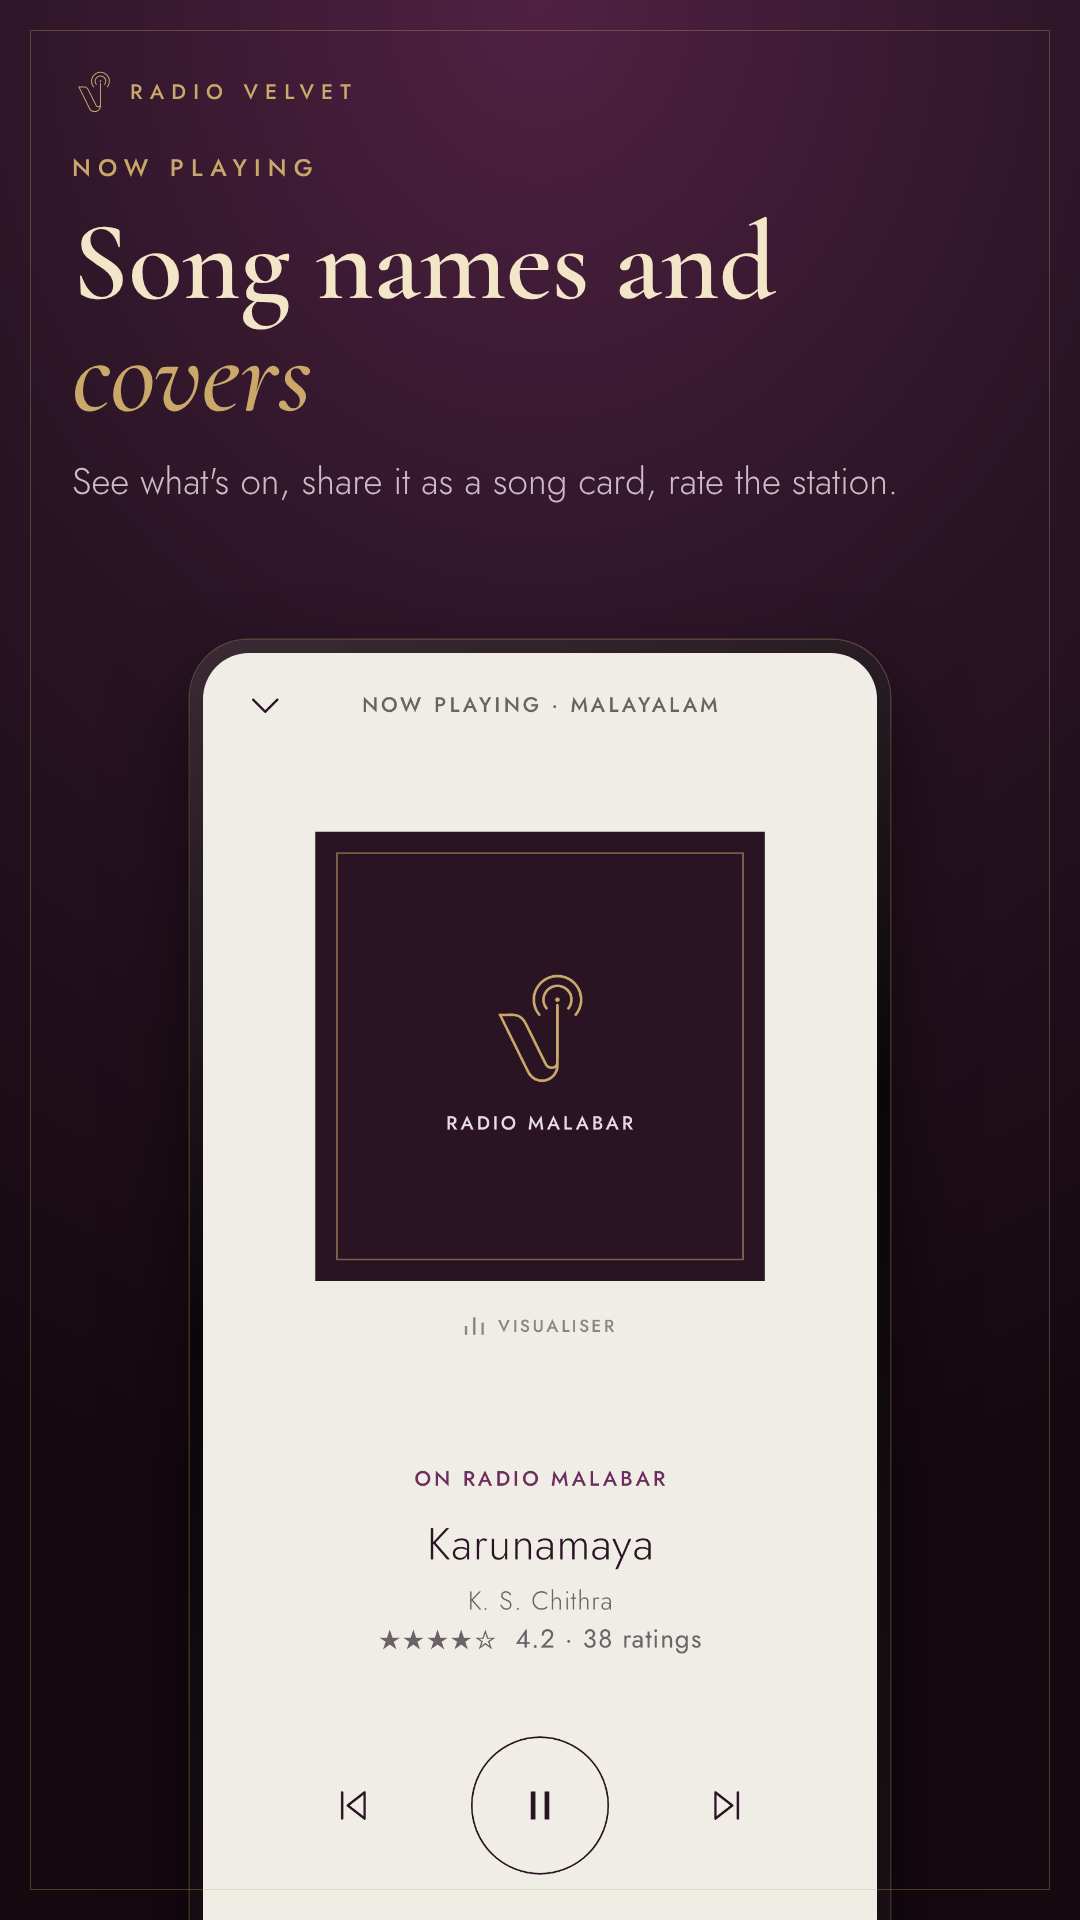 RADIO VELVET
NOW PLAYING
Song names and
covers
See what's on, share it as a song card, rate the station.
NOW PLAYING · MALAYALAM
RADIO MALABAR
VISUALISER
ON RADIO MALABAR
Karunamaya
K. S. Chithra
★★★★☆ 4.2 · 38 ratings